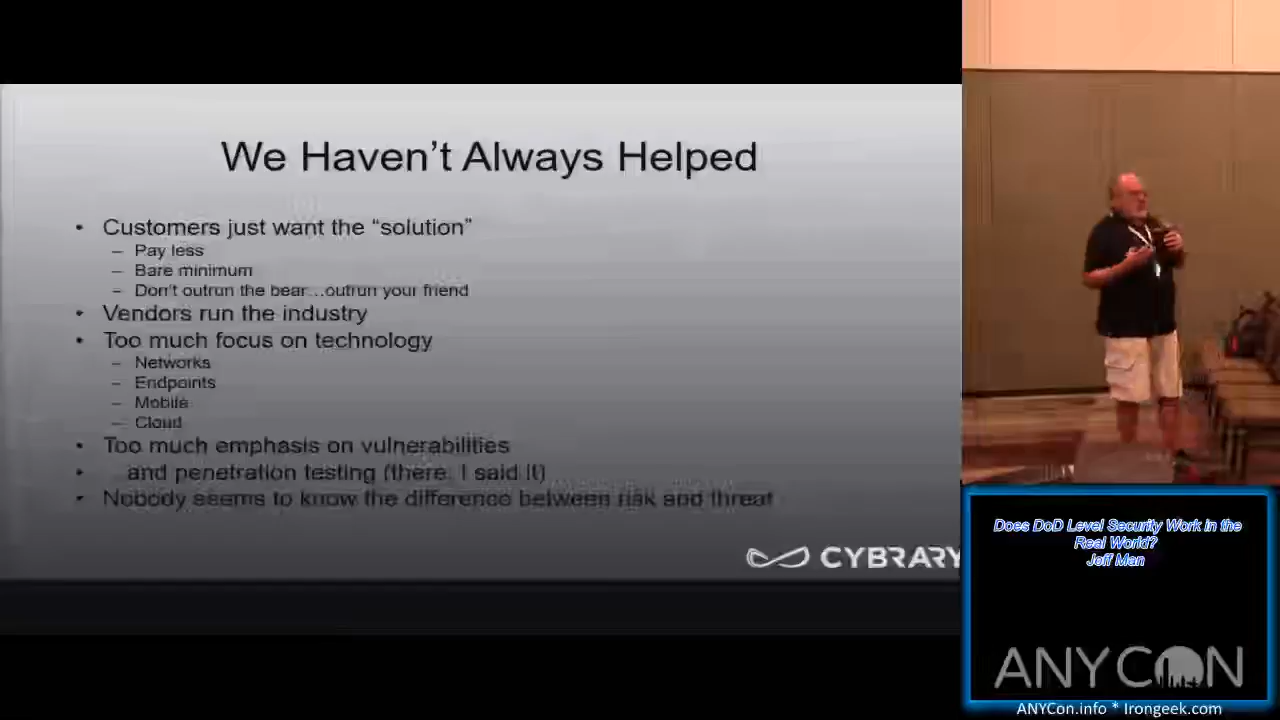 We Haven't Always Helped
• Customers just want the "solution"
– Pay less
– Bare minimum
– Don't outrun the bear…outrun your friend
• Vendors run the industry
• Too much focus on technology
– Networks
– Endpoints
– Mobile
– Cloud
• Too much emphasis on vulnerabilities
• and penetration testing (there, I said it)
• Nobody seems to know the difference between risk and threat
CYBRARY
Does DoD Level Security Work in the
Real World?
Jeff Man
ANYCON
ANYCon.info * Irongeek.com